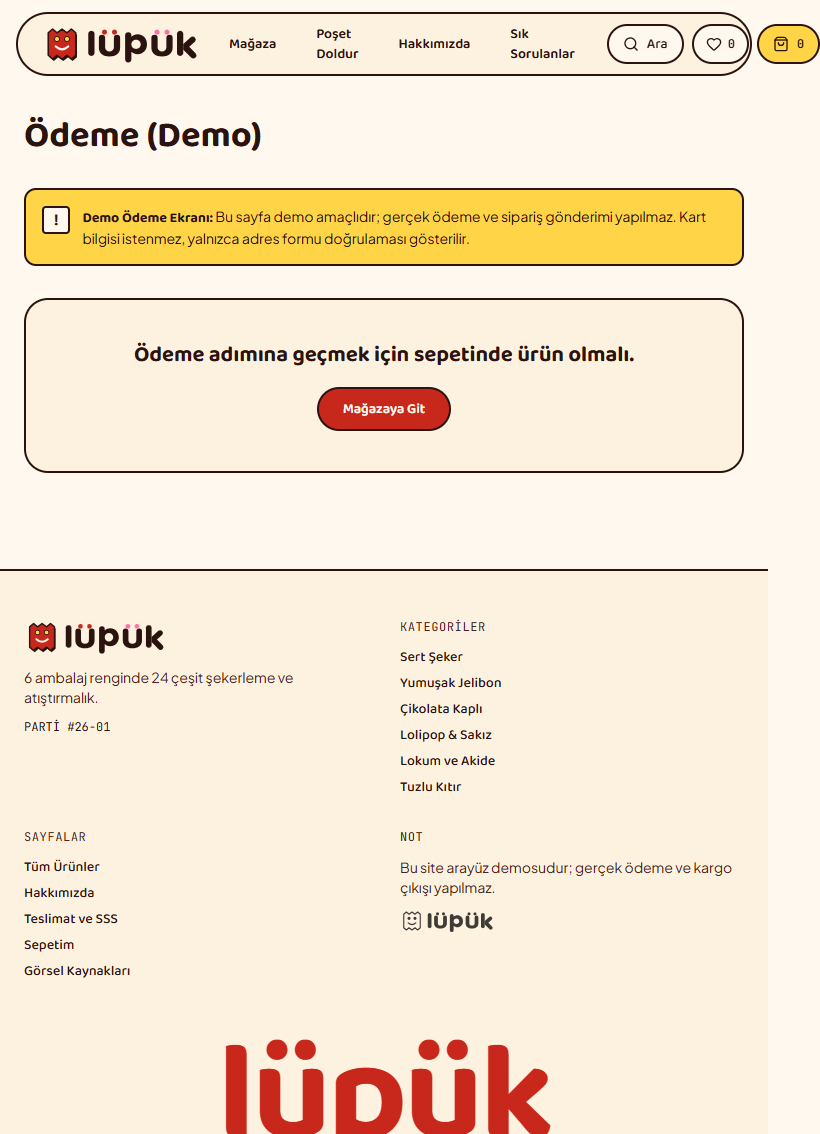 lüpük
Mağaza
Poşet
Doldur
Hakkımızda
Sık
Sorulanlar
Ara
0
0
Ödeme (Demo)
!
Demo Ödeme Ekranı: Bu sayfa demo amaçlıdır; gerçek ödeme ve sipariş gönderimi yapılmaz. Kart
bilgisi istenmez, yalnızca adres formu doğrulaması gösterilir.
Ödeme adımına geçmek için sepetinde ürün olmalı.
Mağazaya Git
lüpük
6 ambalaj renginde 24 çeşit şekerleme ve
atıştırmalık.
PARTİ #26-01
KATEGORİLER
Sert Şeker
Yumuşak Jelibon
Çikolata Kaplı
Lolipop & Sakız
Lokum ve Akide
Tuzlu Kıtır
SAYFALAR
Tüm Ürünler
Hakkımızda
Teslimat ve SSS
Sepetim
Görsel Kaynakları
NOT
Bu site arayüz demosudur; gerçek ödeme ve kargo
çıkışı yapılmaz.
lüpük
lüpük